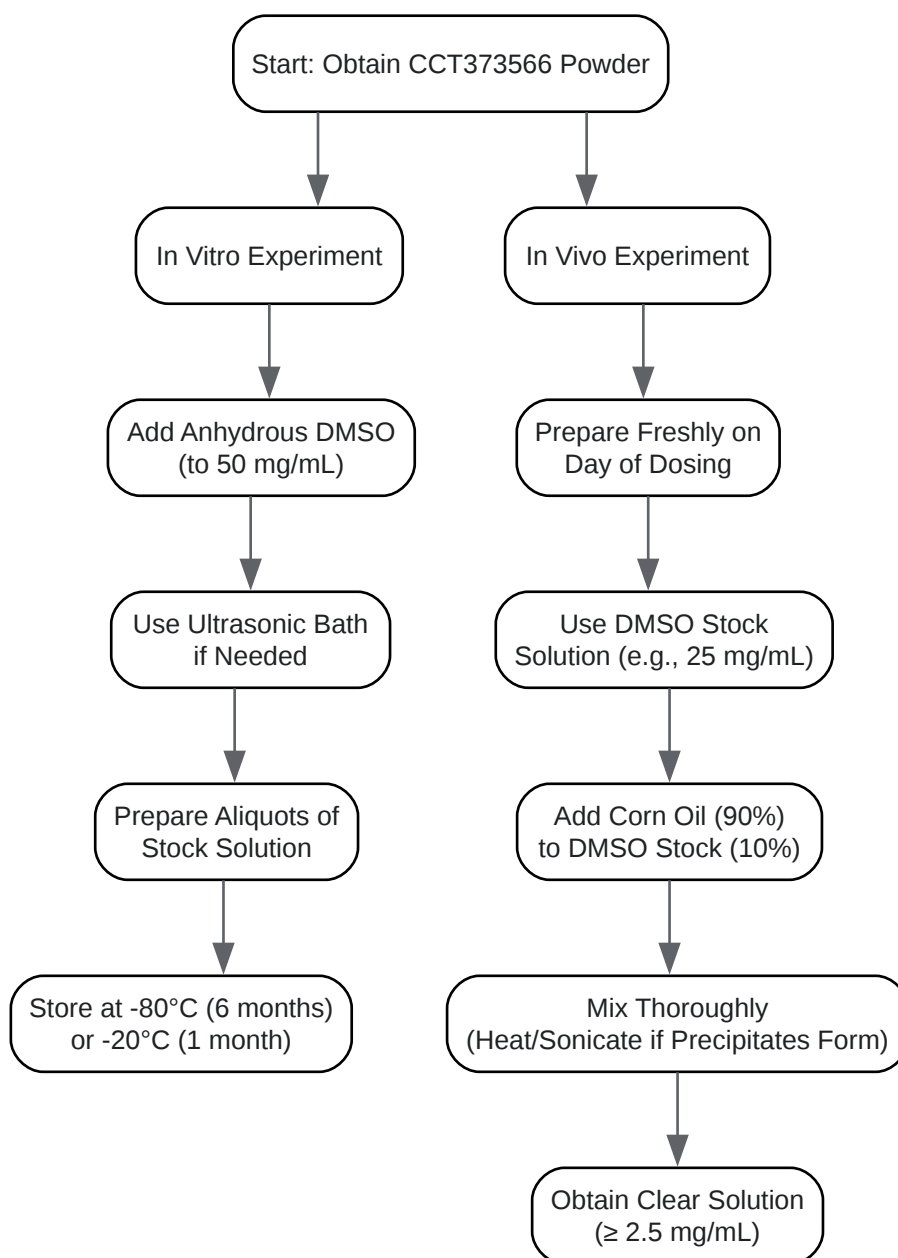 Start: Obtain CCT373566 Powder
In Vitro Experiment
In Vivo Experiment
Add Anhydrous DMSO
(to 50 mg/mL)
Prepare Freshly on
Day of Dosing
Use Ultrasonic Bath
if Needed
Use DMSO Stock
Solution (e.g., 25 mg/mL)
Prepare Aliquots of
Stock Solution
Add Corn Oil (90%)
to DMSO Stock (10%)
Store at -80°C (6 months)
or -20°C (1 month)
Mix Thoroughly
(Heat/Sonicate if Precipitates Form)
Obtain Clear Solution
(≥ 2.5 mg/mL)